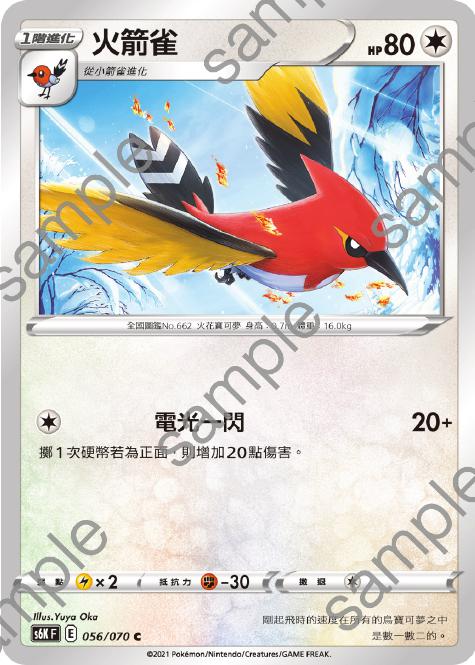 1階進化
火箭雀
HP80
從小箭雀進化
全國圖鑑No.662 火花寶可夢 身高:0.7m 體重:16.0kg
電光一閃 20+
擲1次硬幣若為正面,則增加20點傷害。
弱點 ×2 抵抗力 -30 撤退
Illus.Yuya Oka
剛起飛時的速度在所有的鳥寶可夢之中
是數一數二的。
s6K F E 056/070 C
©2021 Pokémon/Nintendo/Creatures/GAME FREAK.
sample
sample
sample
sample
sample
sample
sample
sample